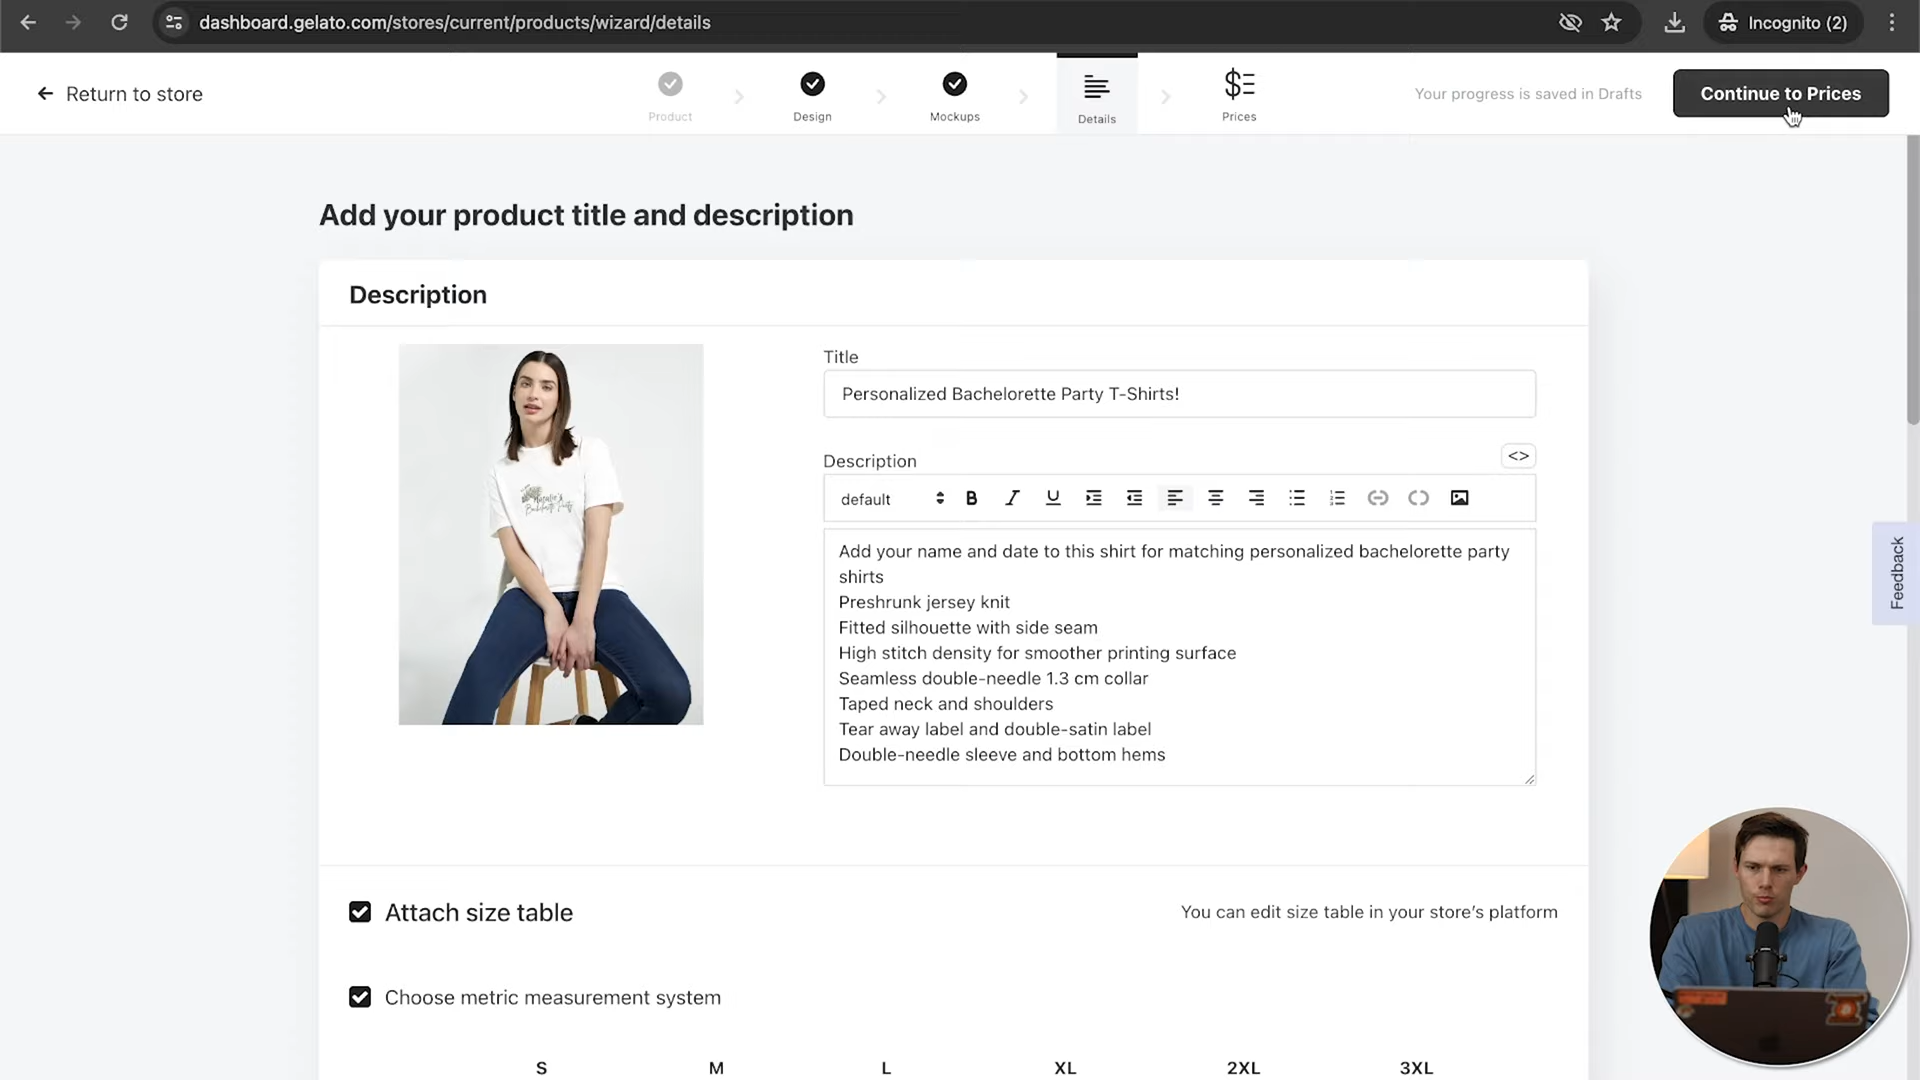 dashboard.gelato.com/stores/current/products/wizard/details
Incognito (2)
Return to store
Product
Design
Mockups
Details
Prices
Your progress is saved in Drafts
Continue to Prices
Add your product title and description
Description
Title
Personalized Bachelorette Party T-Shirts!
Description
<>
default
B I U
Add your name and date to this shirt for matching personalized bachelorette party
shirts
Preshrunk jersey knit
Fitted silhouette with side seam
High stitch density for smoother printing surface
Seamless double-needle 1.3 cm collar
Taped neck and shoulders
Tear away label and double-satin label
Double-needle sleeve and bottom hems
Natalie's
Bachelorette Party
Feedback
Attach size table
You can edit size table in your store's platform
Choose metric measurement system
S M L XL 2XL 3XL